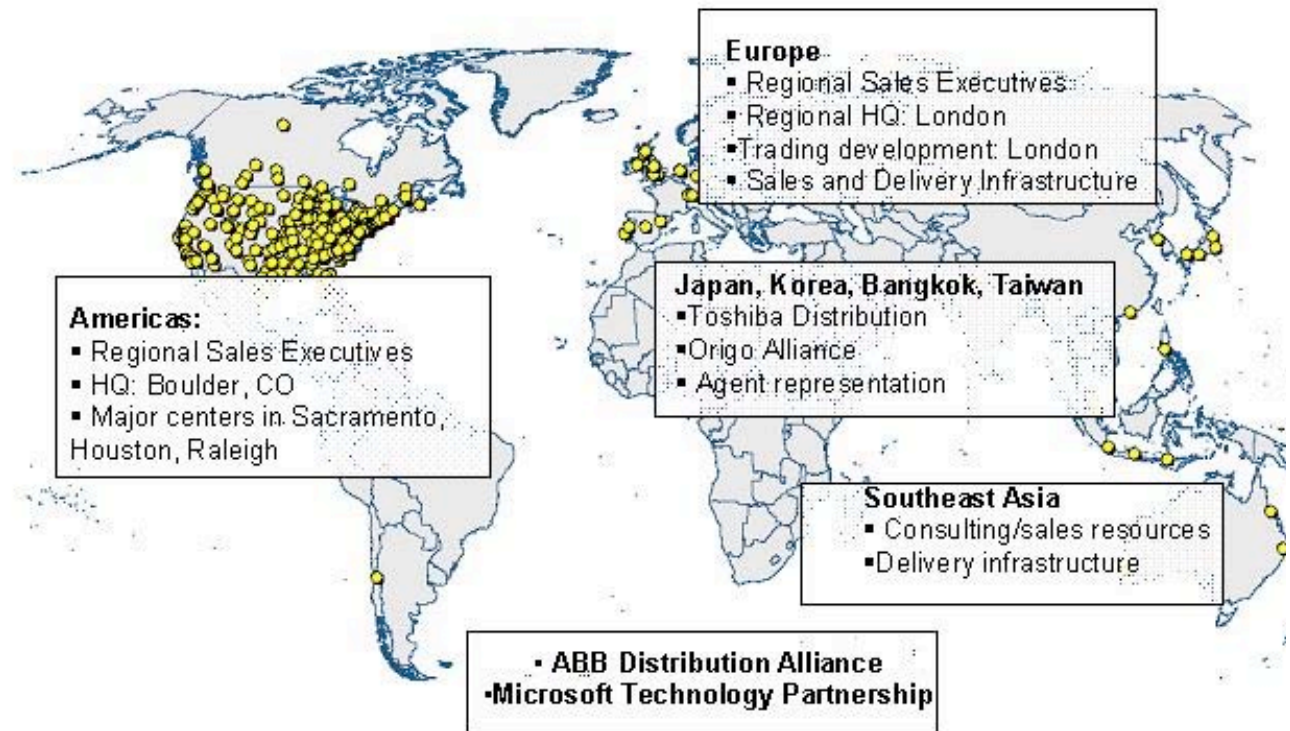 Europe
▪ Regional Sales Executives
▪ Regional HQ: London
▪Trading development: London
▪ Sales and Delivery Infrastructure
Americas:
▪ Regional Sales Executives
▪ HQ: Boulder, CO
▪ Major centers in Sacramento,
Houston, Raleigh
Japan, Korea, Bangkok, Taiwan
▪Toshiba Distribution
▪Origo Alliance
▪ Agent representation
Southeast Asia
▪ Consulting/sales resources
▪Delivery infrastructure
▪ ABB Distribution Alliance
▪Microsoft Technology Partnership